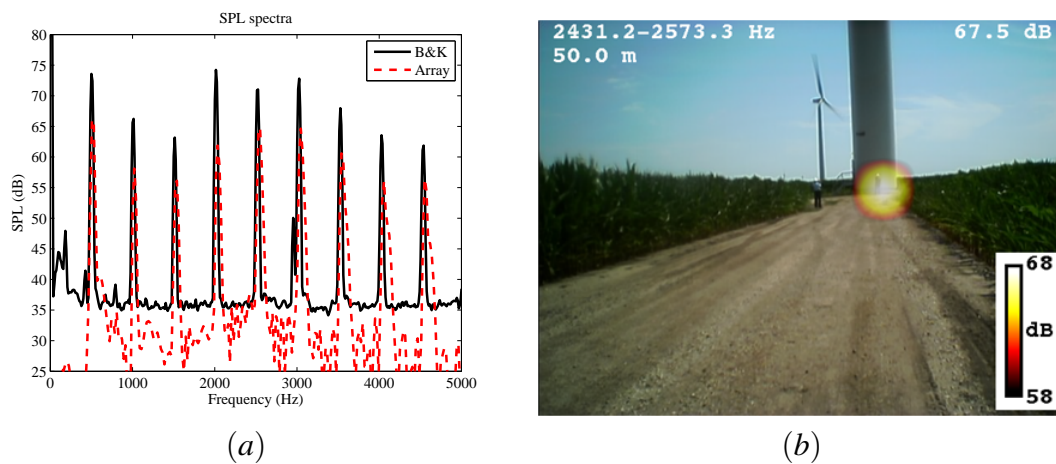 SPL spectra
80
75
70
65
60
55
50
45
40
35
30
25
SPL (dB)
B&K
Array
0 1000 2000 3000 4000 5000
Frequency (Hz)
(a)
2431.2-2573.3 Hz 67.5 dB
50.0 m
68
dB
58
(b)